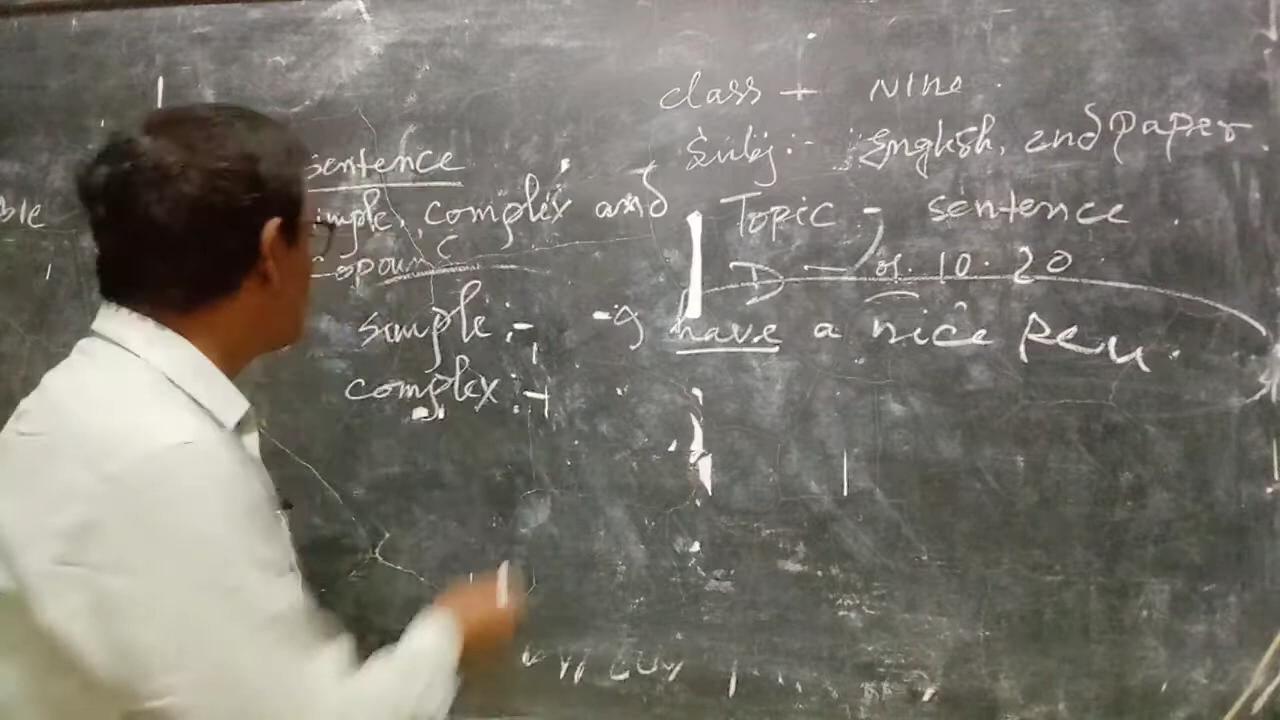 class + Nine.
Subj:- English, 2nd Paper.
Topic - sentence.
D - 01.10.20
sentence
imple, complex and
simple :- I have a nice Pen.
complex :-